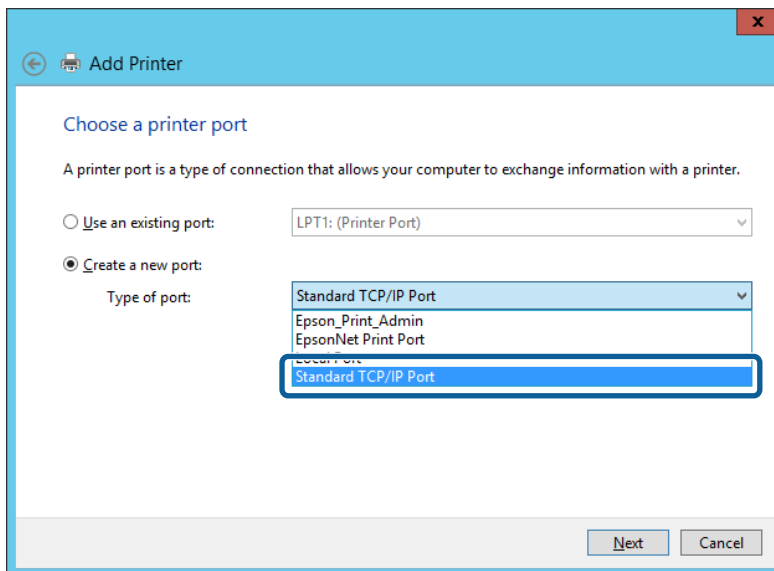 x
Add Printer
Choose a printer port
A printer port is a type of connection that allows your computer to exchange information with a printer.
Use an existing port: LPT1: (Printer Port)
Create a new port:
Type of port: Standard TCP/IP Port
Epson_Print_Admin
EpsonNet Print Port
Local Port
Standard TCP/IP Port
Next Cancel